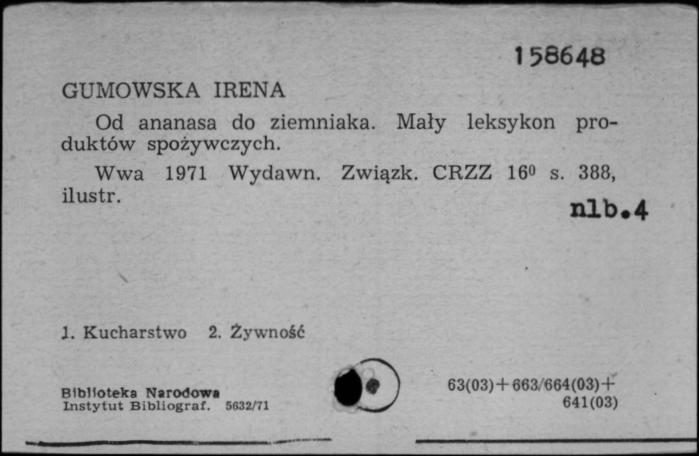 158648
GUMOWSKA IRENA
Od ananasa do ziemniaka. Mały leksykon pro-
duktów spożywczych.
Wwa 1971 Wydawn. Związk. CRZZ 16⁰ s. 388,
ilustr.
nlb.4
1. Kucharstwo 2. Żywność
Biblioteka Narodowa
Instytut Bibliograf. 5632/71
63(03)+663/664(03)+
641(03)